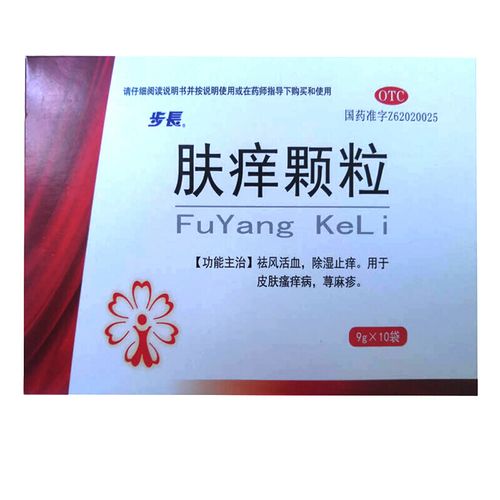 请仔细阅读说明书并按说明使用或在药师指导下购买和使用
OTC
国药准字Z62020025
步長®
肤痒颗粒
FuYang KeLi
【功能主治】祛风活血，除湿止痒。用于
皮肤瘙痒病，荨麻疹。
9g×10袋